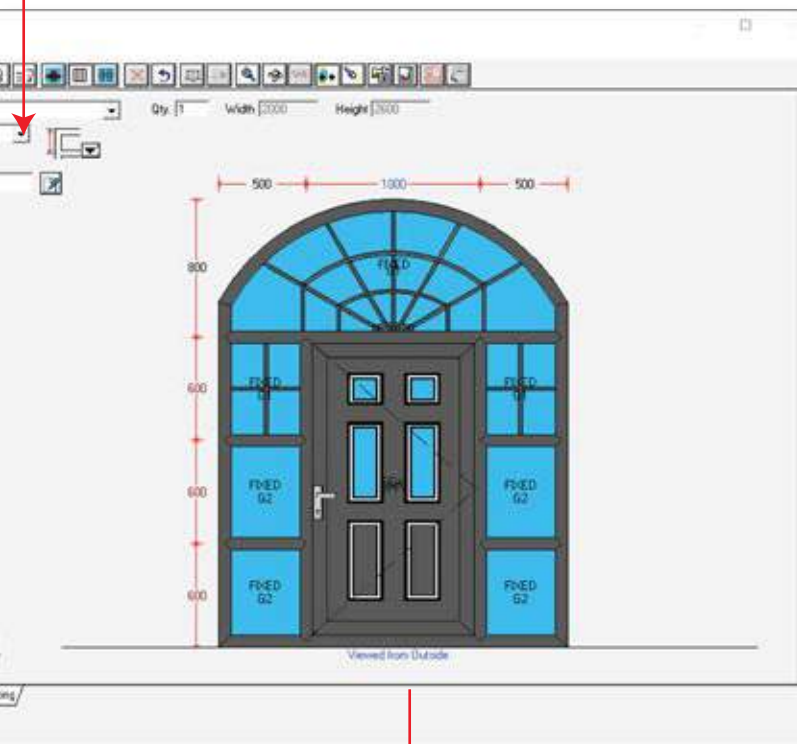 Qty. 1 Width 2000 Height 2600
500 1000 500
800
FIXED
600
FIXED
G1
FIXED
G1
600
FIXED
G2
FIXED
G2
600
FIXED
G2
FIXED
G2
Viewed from Outside